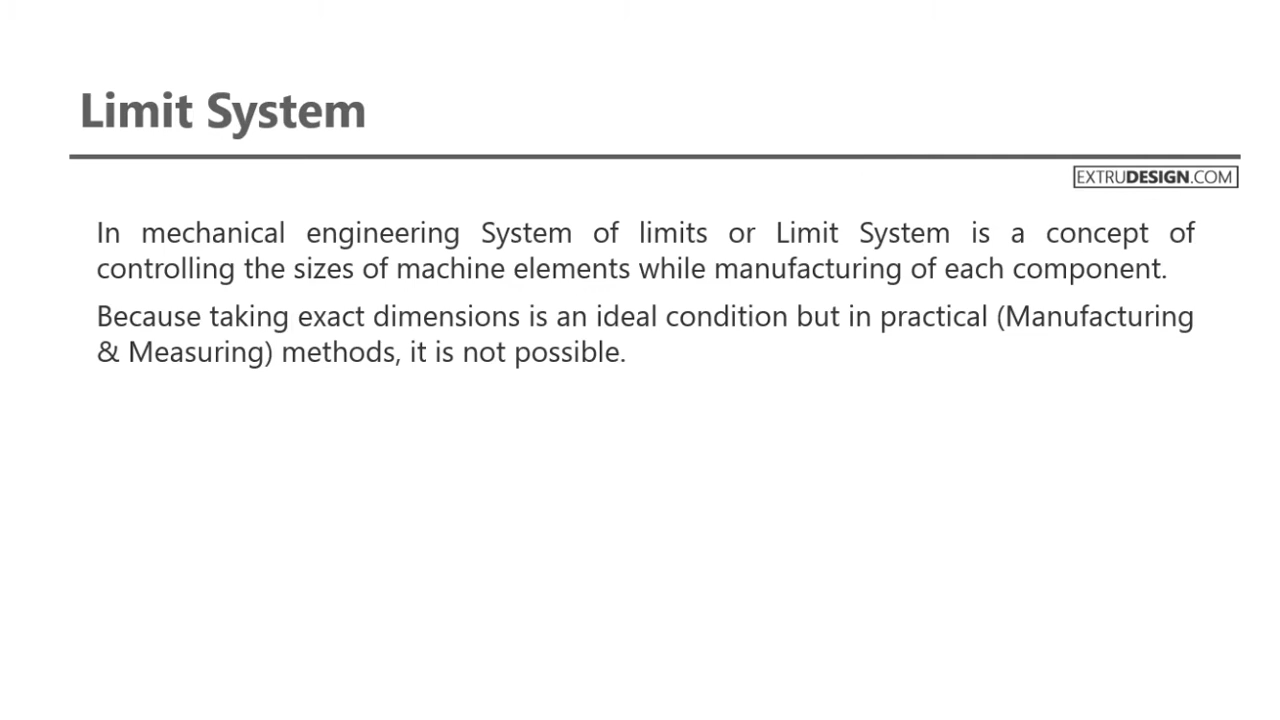 Limit System
EXTRUDESIGN.COM
In mechanical engineering System of limits or Limit System is a concept of
controlling the sizes of machine elements while manufacturing of each component.
Because taking exact dimensions is an ideal condition but in practical (Manufacturing
& Measuring) methods, it is not possible.